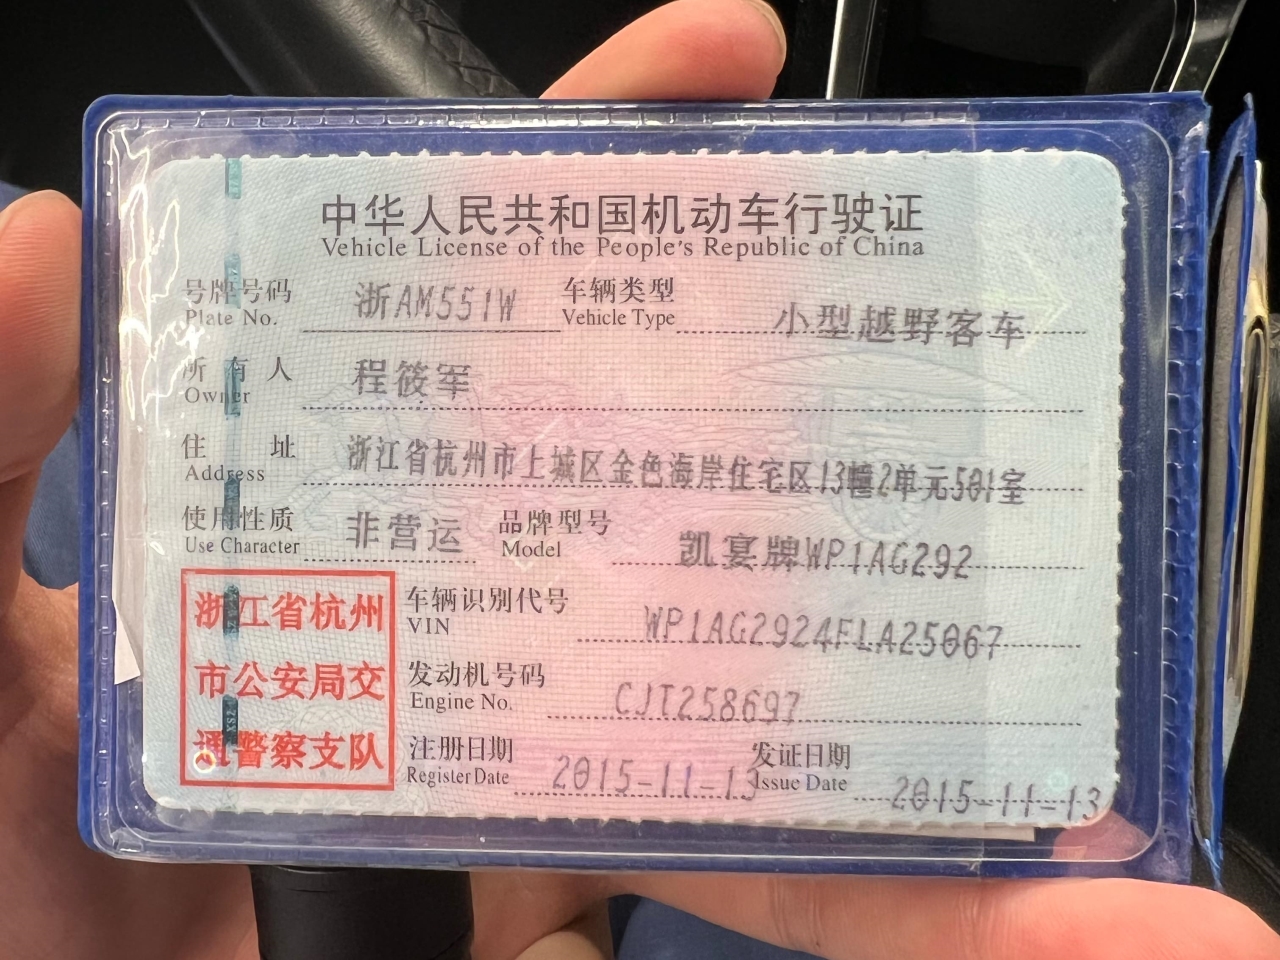 中华人民共和国机动车行驶证
Vehicle License of the People's Republic of China
号牌号码 浙AM551W 车辆类型 小型越野客车
Plate No. Vehicle Type
所有人 程筱军
Owner
住址 浙江省杭州市上城区金色海岸住宅区13幢2单元501室
Address
使用性质 非营运 品牌型号 凯宴牌WP1AG292
Use Character Model
浙江省杭州
市公安局交
通警察支队
车辆识别代号 WP1AG2924FLA25067
VIN
发动机号码 CJT258697
Engine No.
注册日期 2015-11-13 发证日期 2015-11-13
Register Date Issue Date